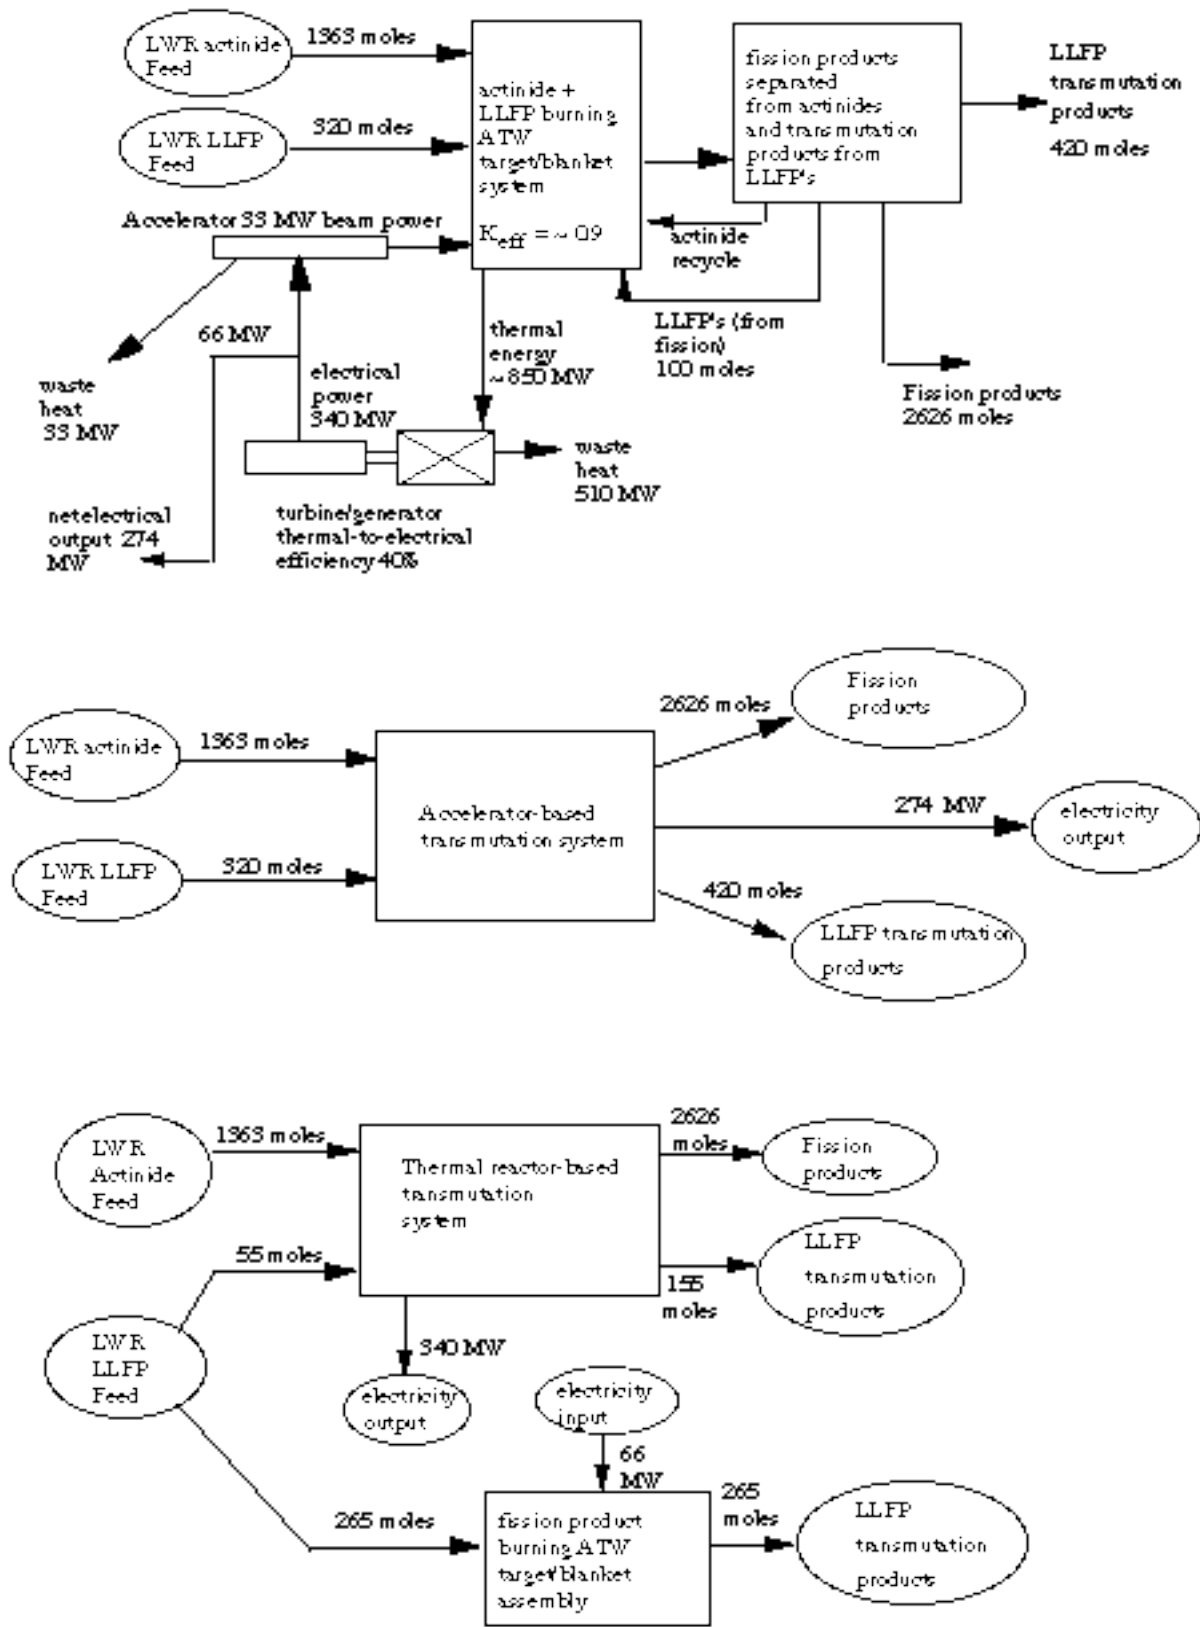 LWR actinide
Feed
1363 moles
LWR LLFP
Feed
320 moles
Accelerator 33 MW beam power
actinide +
LLFP burning
ATW
target/blanket
system
Keff = ~ 0.9
fission products
separated
from actinides
and transmutation
products from
LLFP's
LLFP
transmutation
products
420 moles
actinide
recycle
LLFP's (from
fission)
100 moles
Fission products
2626 moles
66 MW
waste
heat
33 MW
electrical
power
340 MW
thermal
energy
~ 850 MW
waste
heat
510 MW
net electrical
output 274
MW
turbine/generator
thermal-to-electrical
efficiency 40%
LWR actinide
Feed
1363 moles
LWR LLFP
Feed
320 moles
Accelerator-based
transmutation system
2626 moles
Fission
products
274 MW
electricity
output
420 moles
LLFP transmutation
products
LWR
Actinide
Feed
1363 moles
Thermal reactor-based
transmutation
system
2626
moles
Fission
products
55 moles
155
moles
LLFP
transmutation
products
LWR
LLFP
Feed
340 MW
electricity
output
electricity
input
66
MW
265 moles
fission product
burning ATW
target/blanket
assembly
265
moles
LLFP
transmutation
products